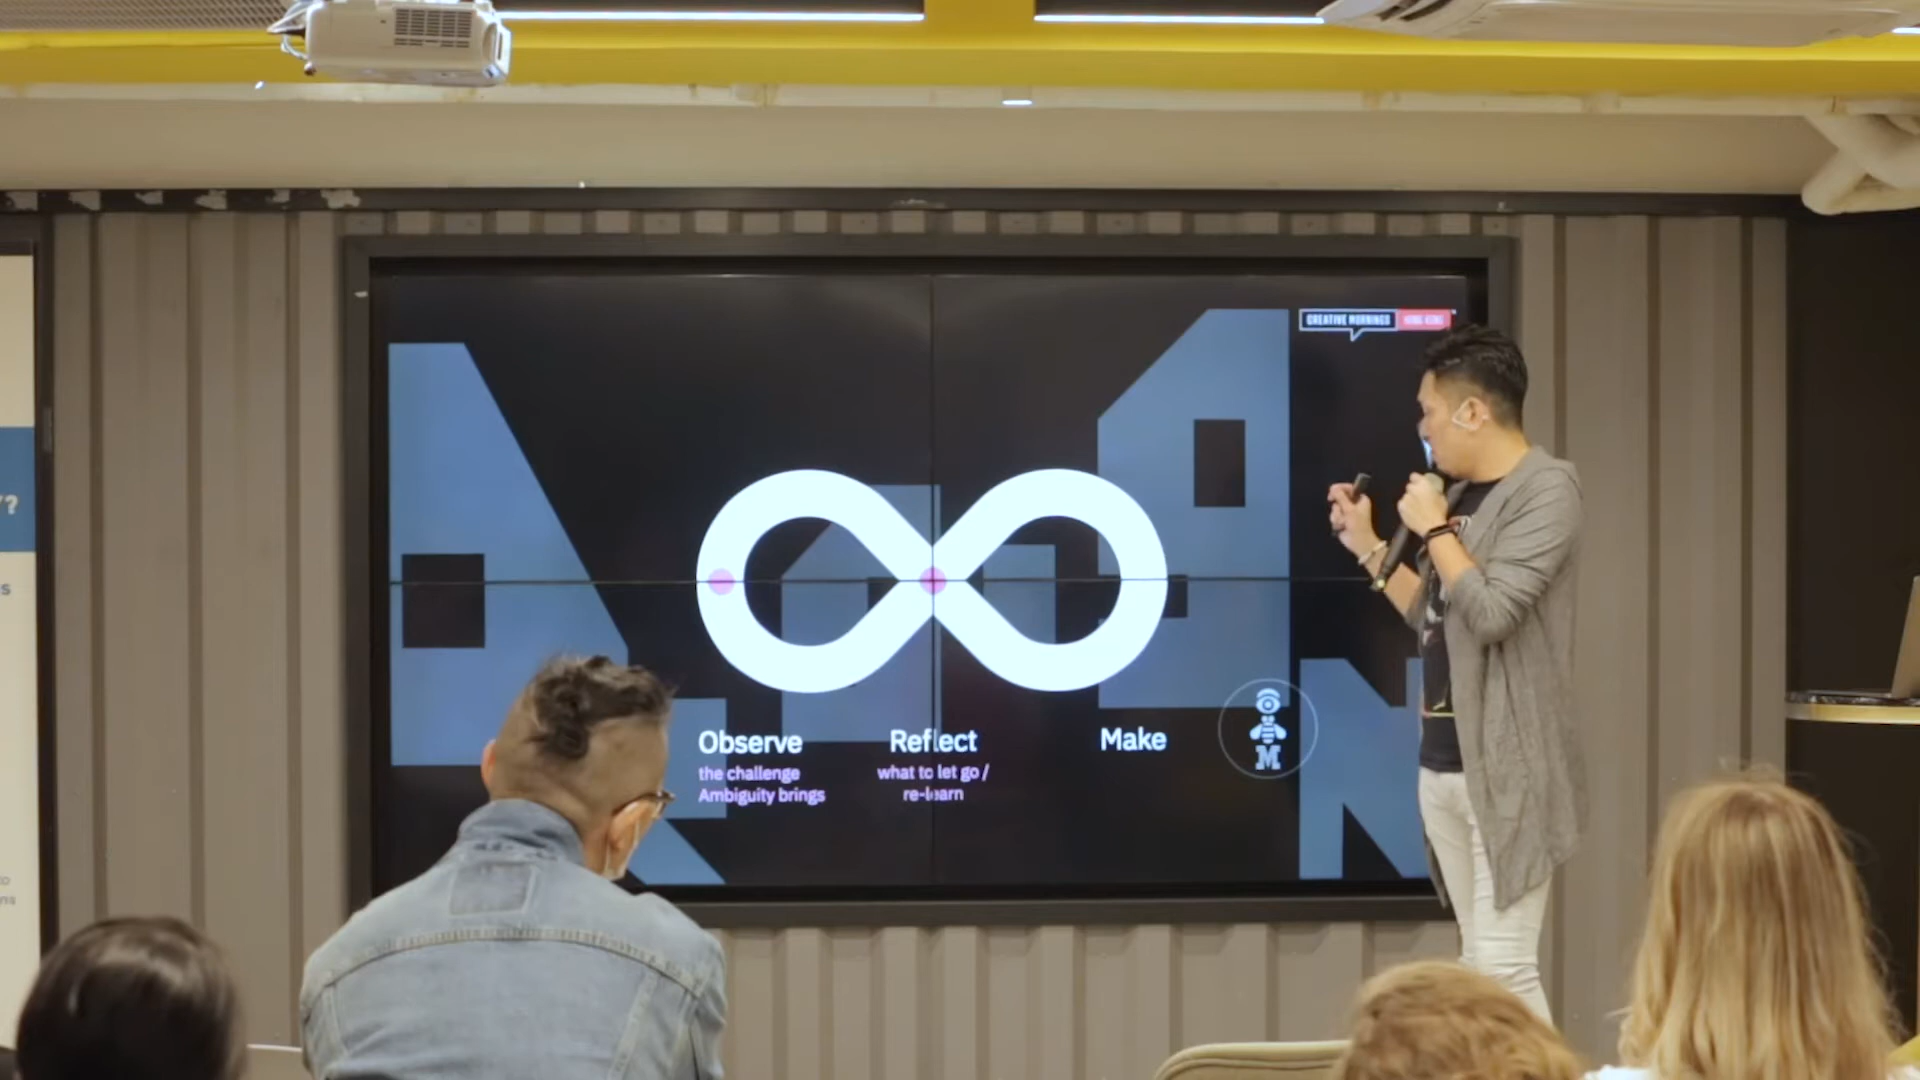 CREATIVE MORNINGS HONG KONG
Observe
the challenge
Ambiguity brings
Reflect
what to let go /
re-learn
Make
M
?
s